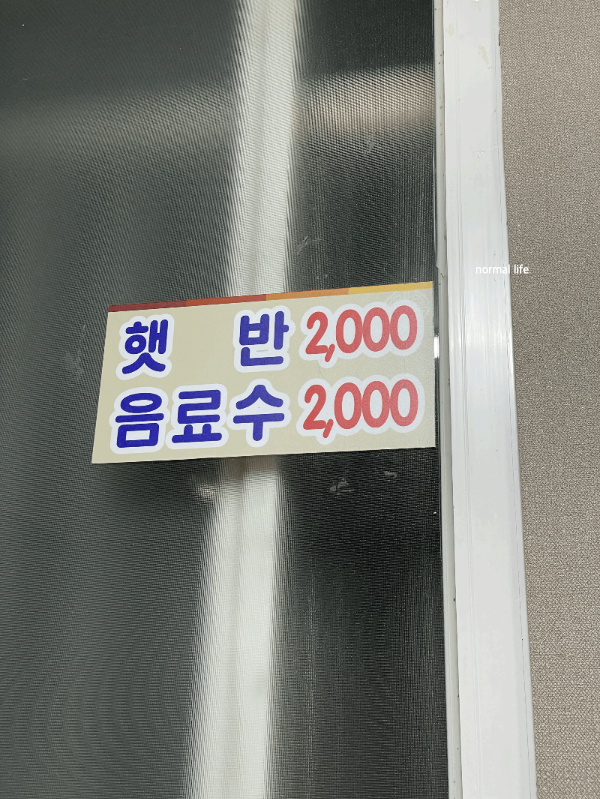 normal life
햇 반 2,000
음료수 2,000